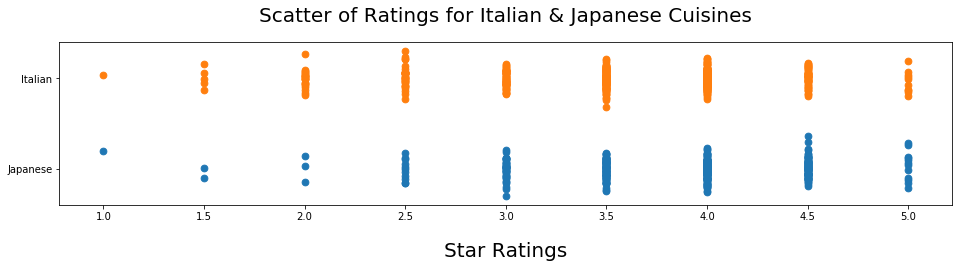 Scatter of Ratings for Italian & Japanese Cuisines
Italian
Japanese
1.0 1.5 2.0 2.5 3.0 3.5 4.0 4.5 5.0
Star Ratings